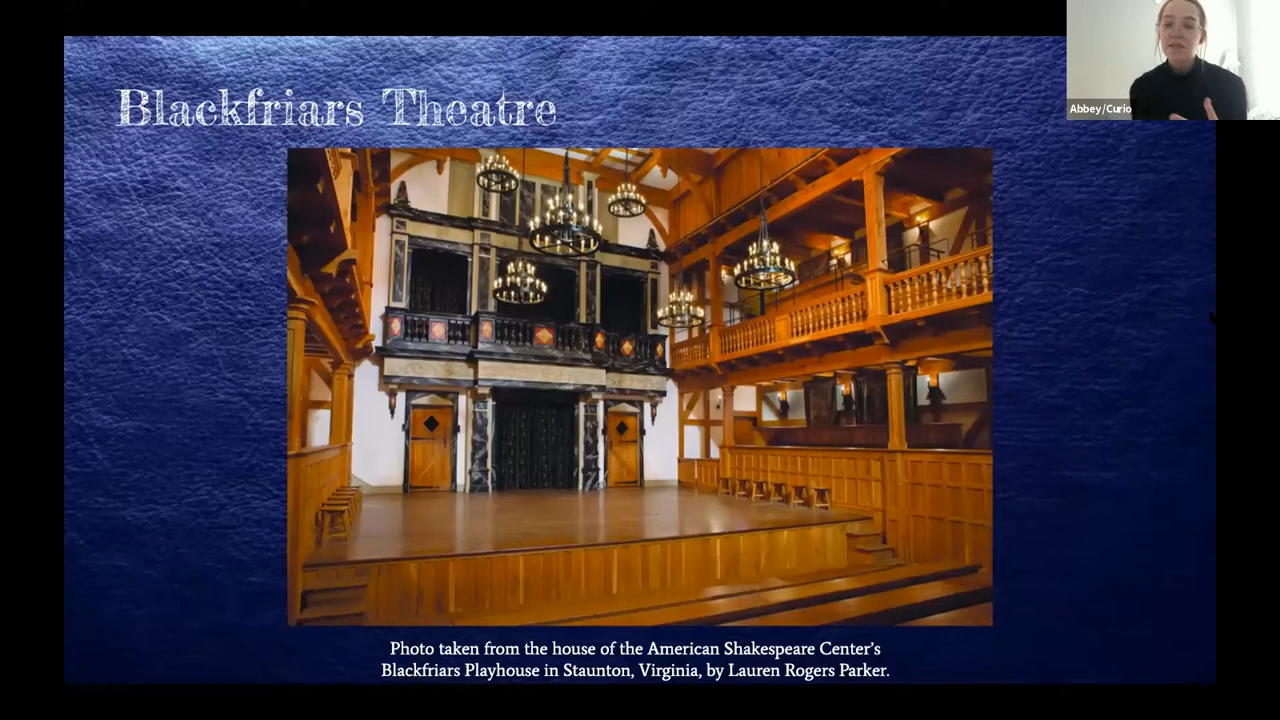 Blackfriars Theatre
Abbey/Curio
Photo taken from the house of the American Shakespeare Center's
Blackfriars Playhouse in Staunton, Virginia, by Lauren Rogers Parker.